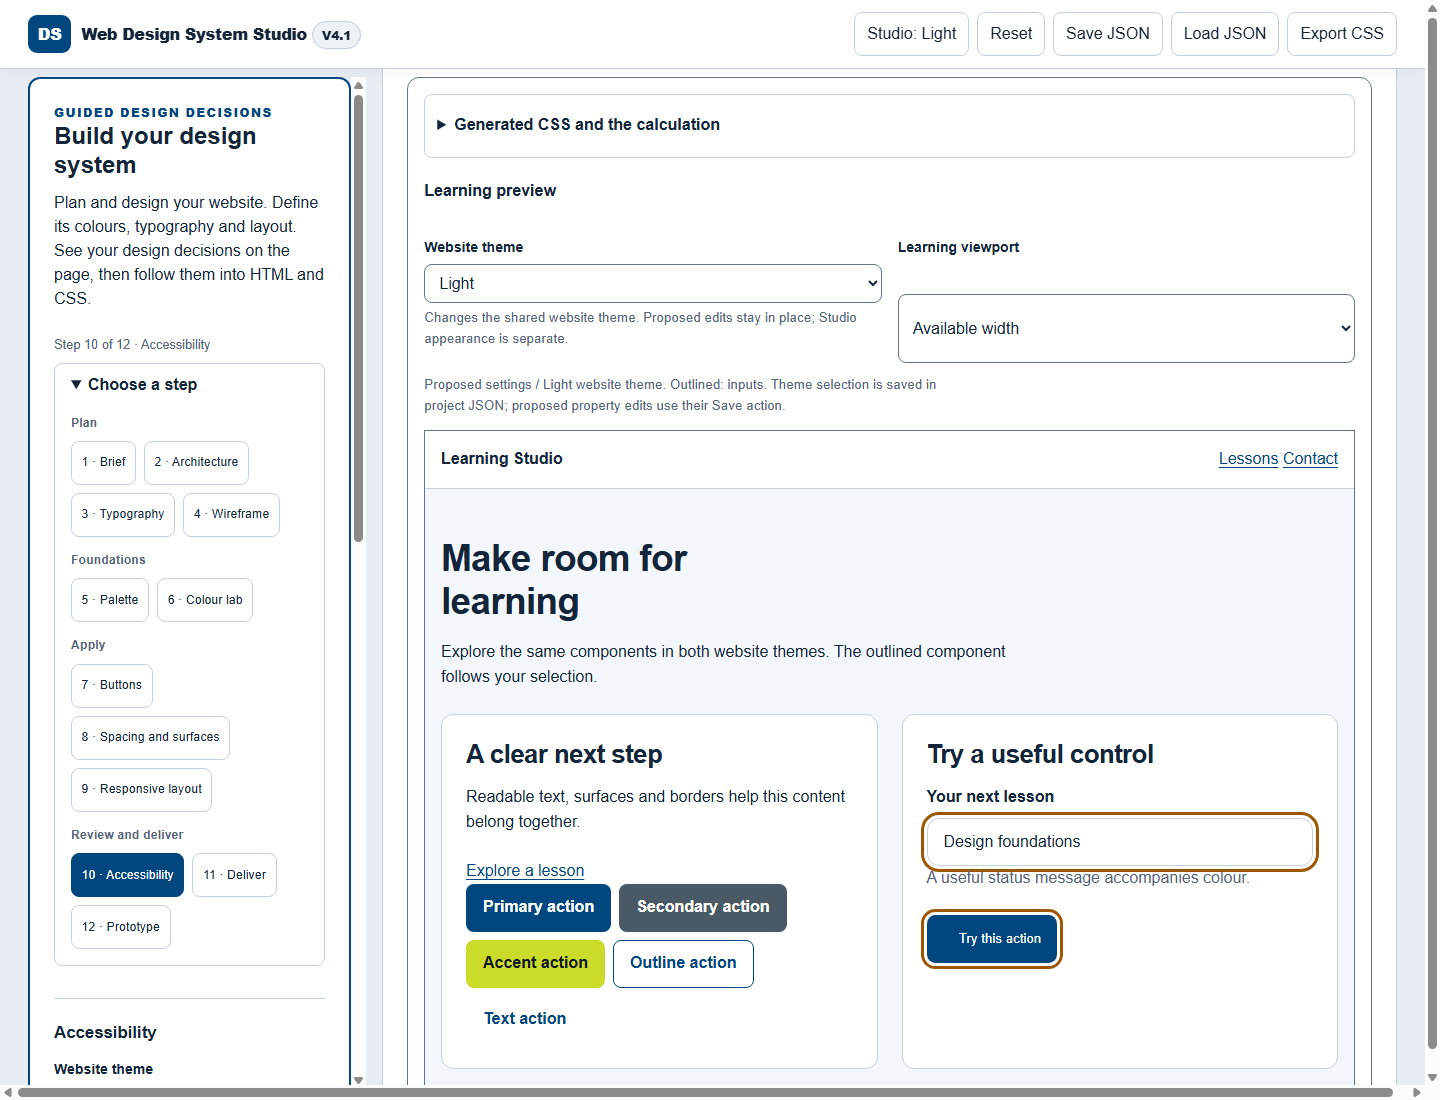 DS Web Design System Studio V4.1
Studio: Light
Reset
Save JSON
Load JSON
Export CSS
GUIDED DESIGN DECISIONS
Build your design
system
Plan and design your website. Define
its colours, typography and layout.
See your design decisions on the
page, then follow them into HTML and
CSS.
Step 10 of 12 · Accessibility
Choose a step
Plan
1 · Brief
2 · Architecture
3 · Typography
4 · Wireframe
Foundations
5 · Palette
6 · Colour lab
Apply
7 · Buttons
8 · Spacing and surfaces
9 · Responsive layout
Review and deliver
10 · Accessibility
11 · Deliver
12 · Prototype
Accessibility
Website theme
Generated CSS and the calculation
Learning preview
Website theme
Light
Changes the shared website theme. Proposed edits stay in place; Studio
appearance is separate.
Learning viewport
Available width
Proposed settings / Light website theme. Outlined: inputs. Theme selection is saved in
project JSON; proposed property edits use their Save action.
Learning Studio
Lessons Contact
Make room for
learning
Explore the same components in both website themes. The outlined component
follows your selection.
A clear next step
Readable text, surfaces and borders help this content
belong together.
Explore a lesson
Primary action
Secondary action
Accent action
Outline action
Text action
Try a useful control
Your next lesson
Design foundations
A useful status message accompanies colour.
Try this action